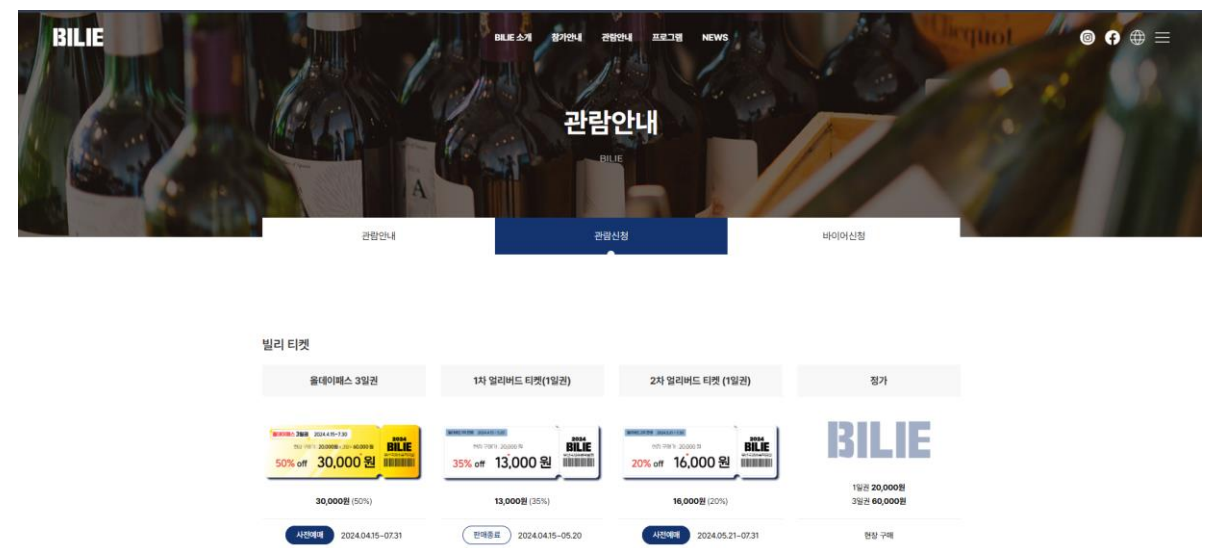 BILIE
BILIE 소개 참가안내 관람안내 프로그램 NEWS
관람안내
BILIE
관람안내 관람신청 바이어신청
빌리 티켓
올데이패스 3일권 1차 얼리버드 티켓(1일권) 2차 얼리버드 티켓 (1일권) 정가
2024 BILIE
50% off 30,000 원
2024 BILIE
35% off 13,000 원
2024 BILIE
20% off 16,000 원
BILIE
1일권 20,000원
3일권 60,000원
30,000원 (50%) 13,000원 (35%) 16,000원 (20%)
사전예매 2024.04.15~07.31 판매종료 2024.04.15~05.20 사전예매 2024.05.21~07.31 현장 구매